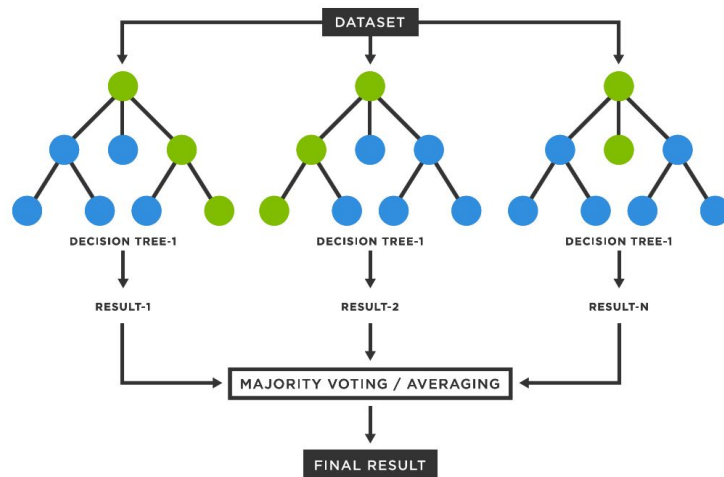 DATASET
DECISION TREE-1
DECISION TREE-1
DECISION TREE-1
RESULT-1
RESULT-2
RESULT-N
MAJORITY VOTING / AVERAGING
FINAL RESULT